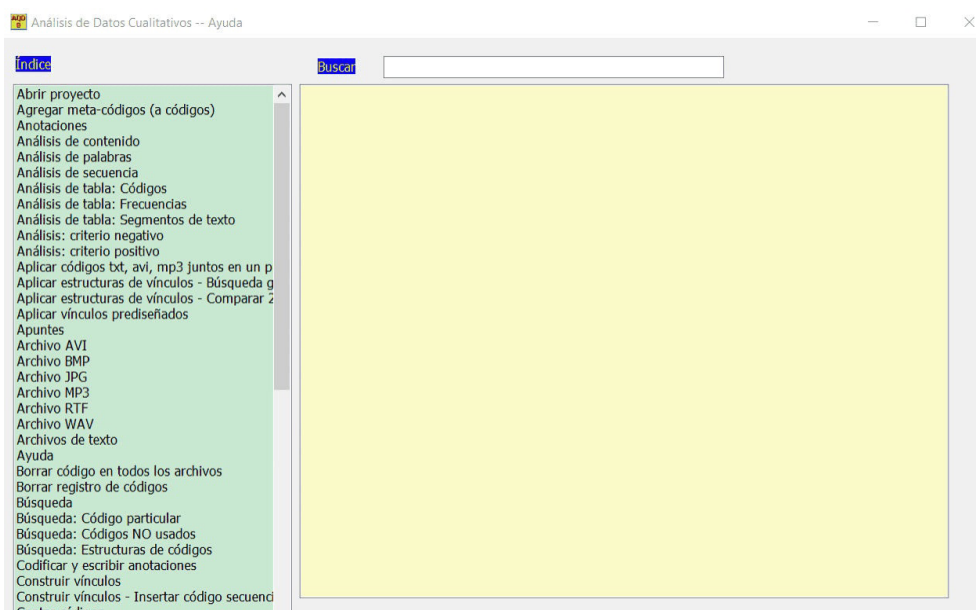 Análisis de Datos Cualitativos -- Ayuda
Índice
Buscar
Abrir proyecto
Agregar meta-códigos (a códigos)
Anotaciones
Análisis de contenido
Análisis de palabras
Análisis de secuencia
Análisis de tabla: Códigos
Análisis de tabla: Frecuencias
Análisis de tabla: Segmentos de texto
Análisis: criterio negativo
Análisis: criterio positivo
Aplicar códigos txt, avi, mp3 juntos en un p
Aplicar estructuras de vínculos - Búsqueda g
Aplicar estructuras de vínculos - Comparar 2
Aplicar vínculos prediseñados
Apuntes
Archivo AVI
Archivo BMP
Archivo JPG
Archivo MP3
Archivo RTF
Archivo WAV
Archivos de texto
Ayuda
Borrar código en todos los archivos
Borrar registro de códigos
Búsqueda
Búsqueda: Código particular
Búsqueda: Códigos NO usados
Búsqueda: Estructuras de códigos
Codificar y escribir anotaciones
Construir vínculos
Construir vínculos - Insertar código secuenci